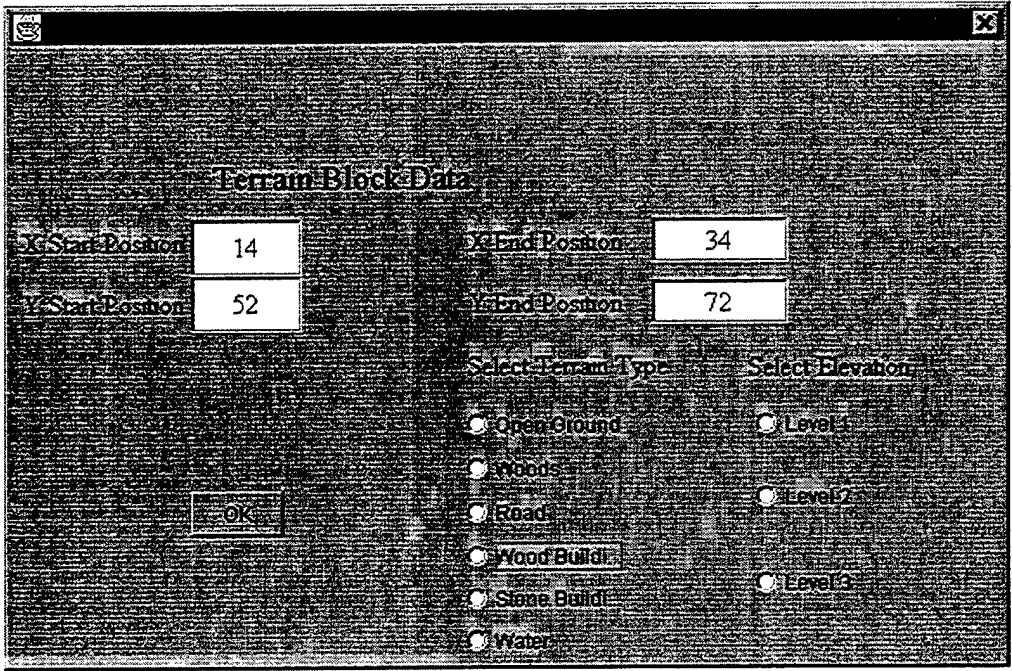 Terrain Block Data
X Start Position 14 X End Position 34
Y Start Position 52 Y End Position 72
Select Terrain Type Select Elevation
Open Ground Level 1
Woods
Level 2
Road
OK
Wood Buildi...
Level 3
Stone Buildi...
Water